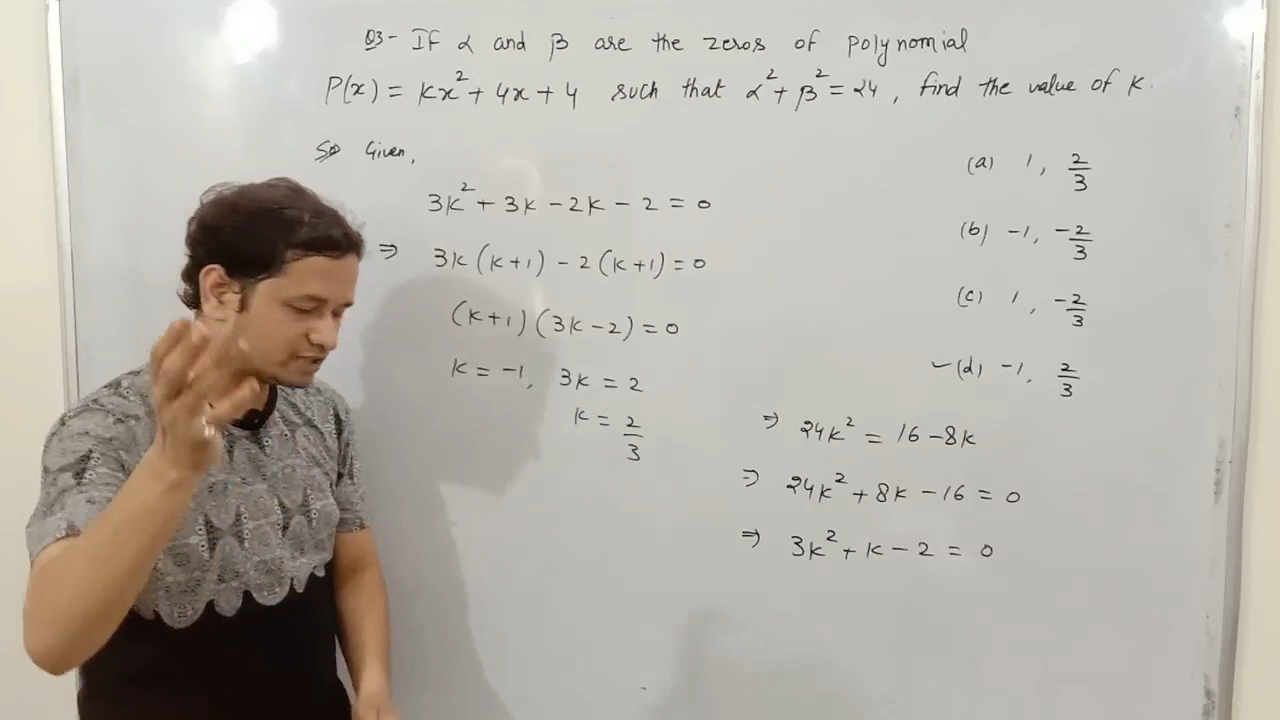 Q3- If α and β are the zeros of polynomial
P(x) = kx² + 4x + 4 such that α² + β² = 24, find the value of k.
Given,
3k² + 3k - 2k - 2 = 0
⇒ 3k(k+1) - 2(k+1) = 0
(k+1)(3k-2) = 0
k = -1, 3k = 2
k = 2/3
(a) 1, 2/3
(b) -1, -2/3
(c) 1, -2/3
✓(d) -1, 2/3
⇒ 24k² = 16 - 8k
⇒ 24k² + 8k - 16 = 0
⇒ 3k² + k - 2 = 0